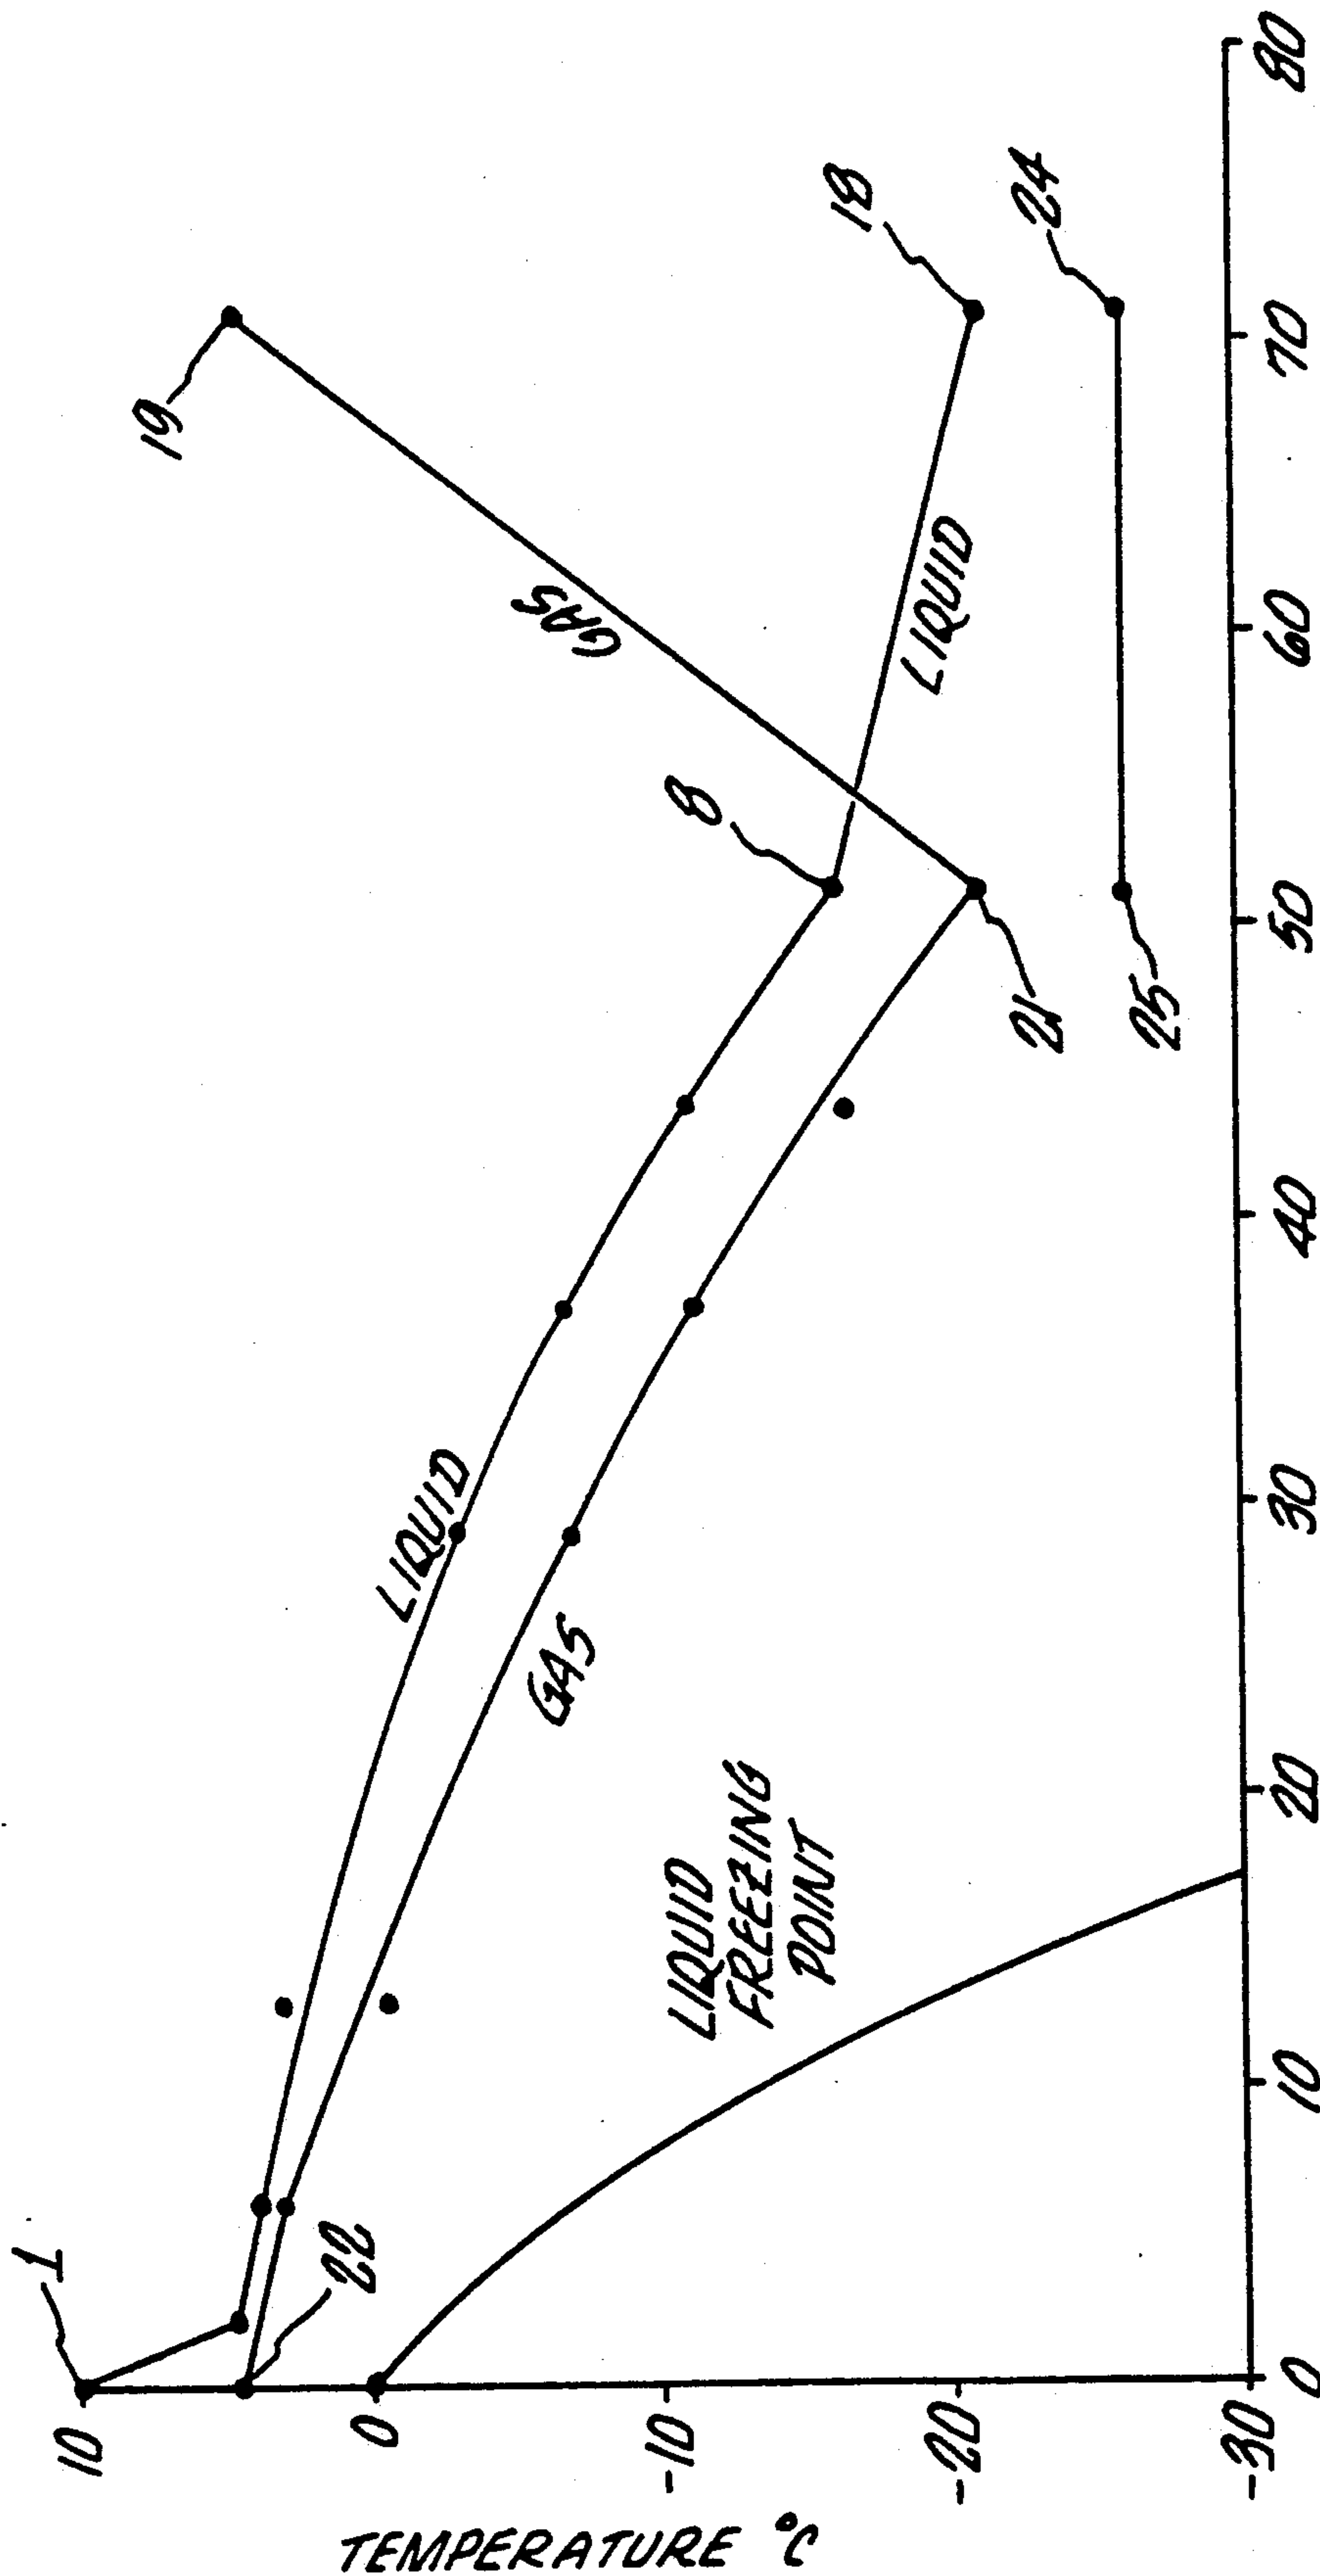 1
10
22
0
-10
-20
-30
TEMPERATURE °C
LIQUID
GAS
LIQUID
FREEZING
POINT
19
GAS
8
LIQUID
18
24
21
25
0
10
20
30
40
50
60
70
80